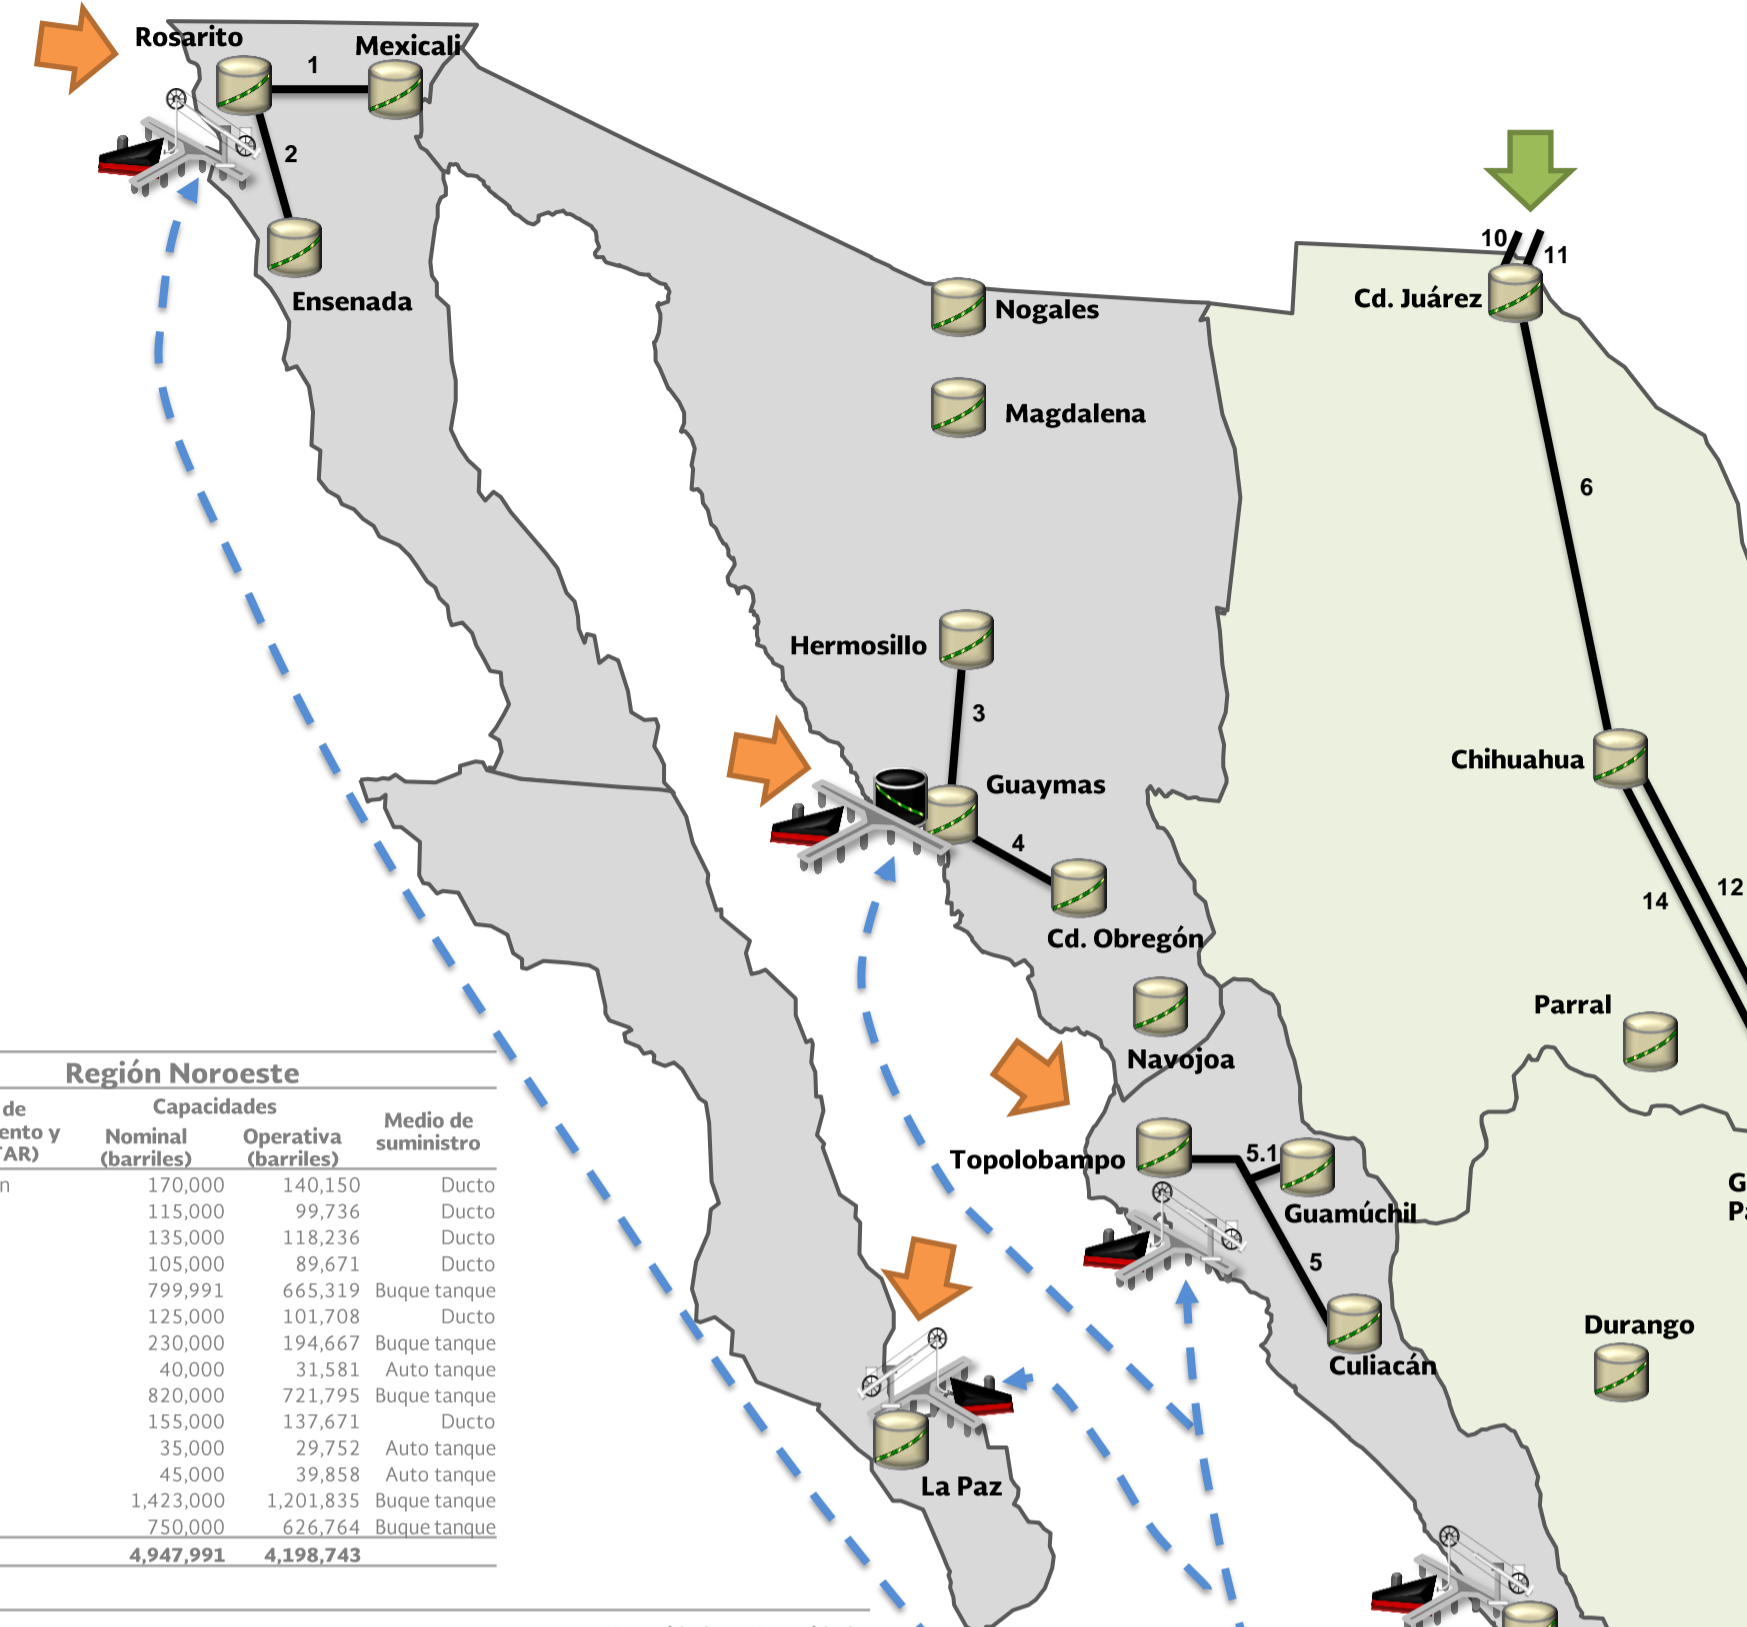 Rosarito
Mexicali
1
2
Ensenada
Nogales
Magdalena
10
11
Cd. Juárez
6
Hermosillo
3
Guaymas
4
Cd. Obregón
Navojoa
Chihuahua
14
12
Parral
Topolobampo
5.1
Guamúchil
5
Culiacán
Durango
La Paz
G
Pa
Región Noroeste
de Capacidades Medio de
ento y Nominal Operativa suministro
TAR) (barriles) (barriles)
n 170,000 140,150 Ducto
115,000 99,736 Ducto
135,000 118,236 Ducto
105,000 89,671 Ducto
799,991 665,319 Buque tanque
125,000 101,708 Ducto
230,000 194,667 Buque tanque
40,000 31,581 Auto tanque
820,000 721,795 Buque tanque
155,000 137,671 Ducto
35,000 29,752 Auto tanque
45,000 39,858 Auto tanque
1,423,000 1,201,835 Buque tanque
750,000 626,764 Buque tanque
4,947,991 4,198,743